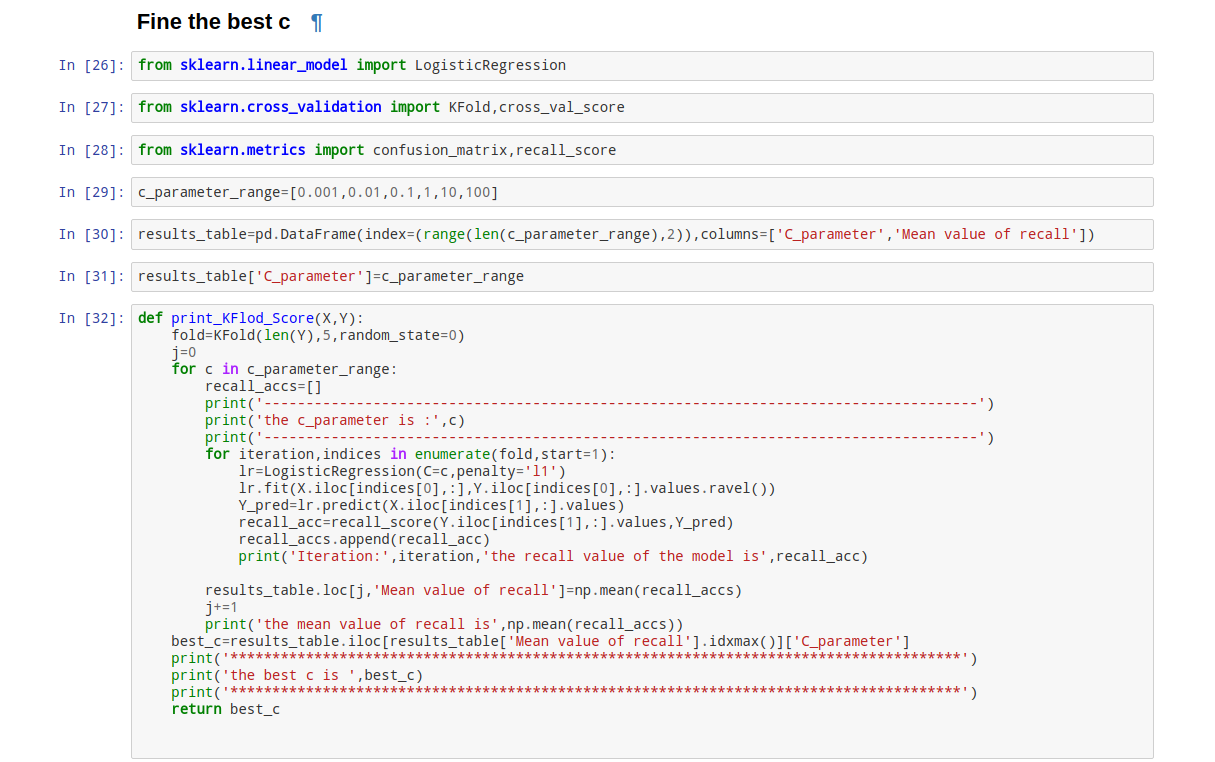 Fine the best c ¶
In [26]: from sklearn.linear_model import LogisticRegression
In [27]: from sklearn.cross_validation import KFold,cross_val_score
In [28]: from sklearn.metrics import confusion_matrix,recall_score
In [29]: c_parameter_range=[0.001,0.01,0.1,1,10,100]
In [30]: results_table=pd.DataFrame(index=(range(len(c_parameter_range),2)),columns=['C_parameter','Mean value of recall'])
In [31]: results_table['C_parameter']=c_parameter_range
In [32]: def print_KFlod_Score(X,Y):
    fold=KFold(len(Y),5,random_state=0)
    j=0
    for c in c_parameter_range:
        recall_accs=[]
        print('-------------------------------------------------------------------------------------')
        print('the c_parameter is :',c)
        print('-------------------------------------------------------------------------------------')
        for iteration,indices in enumerate(fold,start=1):
            lr=LogisticRegression(C=c,penalty='l1')
            lr.fit(X.iloc[indices[0],:],Y.iloc[indices[0],:].values.ravel())
            Y_pred=lr.predict(X.iloc[indices[1],:].values)
            recall_acc=recall_score(Y.iloc[indices[1],:].values,Y_pred)
            recall_accs.append(recall_acc)
            print('Iteration:',iteration,'the recall value of the model is',recall_acc)
        results_table.loc[j,'Mean value of recall']=np.mean(recall_accs)
        j+=1
        print('the mean value of recall is',np.mean(recall_accs))
    best_c=results_table.iloc[results_table['Mean value of recall'].idxmax()]['C_parameter']
    print('***************************************************************************************')
    print('the best c is ',best_c)
    print('***************************************************************************************')
    return best_c